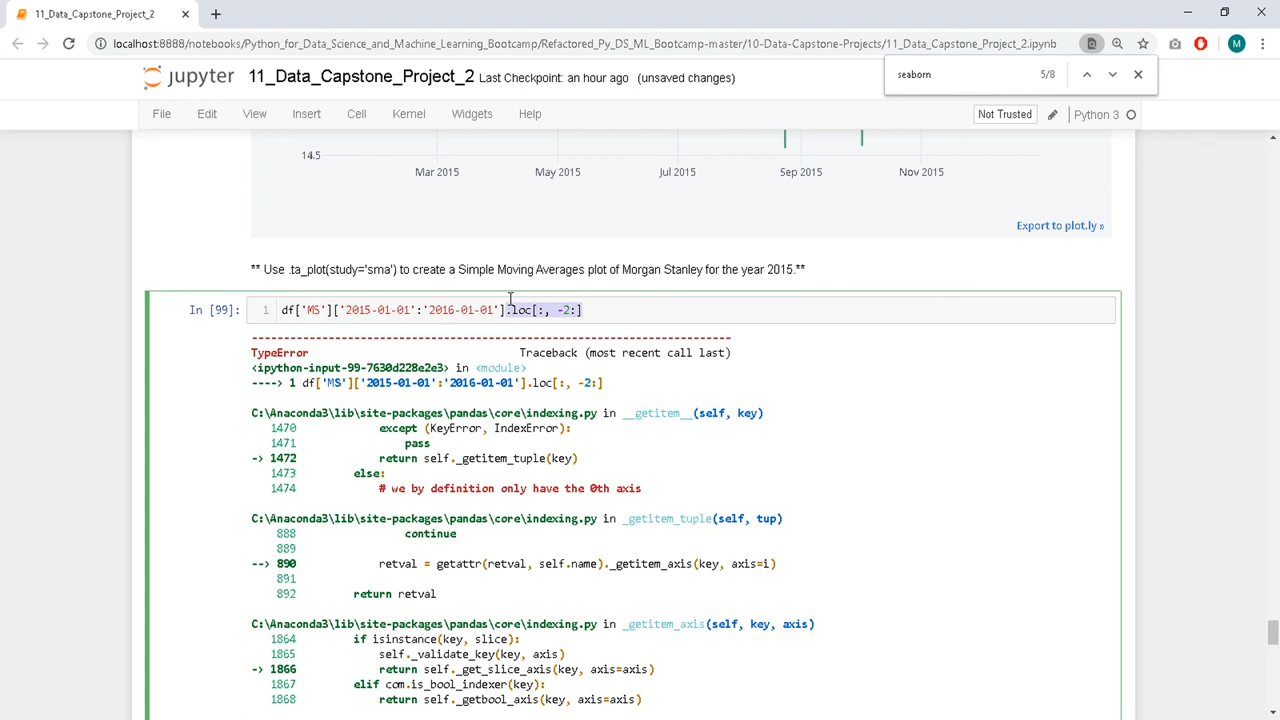 11_Data_Capstone_Project_2
localhost:8888/notebooks/Python_for_Data_Science_and_Machine_Learning_Bootcamp/Refactored_Py_DS_ML_Bootcamp-master/10-Data-Capstone-Projects/11_Data_Capstone_Project_2.ipynb
M
seaborn 5/8
jupyter 11_Data_Capstone_Project_2 Last Checkpoint: an hour ago (unsaved changes)
File Edit View Insert Cell Kernel Widgets Help Not Trusted Python 3
14.5
Mar 2015 May 2015 Jul 2015 Sep 2015 Nov 2015
Export to plot.ly »
** Use .ta_plot(study='sma') to create a Simple Moving Averages plot of Morgan Stanley for the year 2015.**
In [99]: 1 df['MS']['2015-01-01':'2016-01-01'].loc[:, -2:]
---------------------------------------------------------------------------
TypeError Traceback (most recent call last)
<ipython-input-99-7630d228e2e3> in <module>
----> 1 df['MS']['2015-01-01':'2016-01-01'].loc[:, -2:]
C:\Anaconda3\lib\site-packages\pandas\core\indexing.py in __getitem__(self, key)
1470 except (KeyError, IndexError):
1471 pass
-> 1472 return self._getitem_tuple(key)
1473 else:
1474 # we by definition only have the 0th axis
C:\Anaconda3\lib\site-packages\pandas\core\indexing.py in _getitem_tuple(self, tup)
888 continue
889
--> 890 retval = getattr(retval, self.name)._getitem_axis(key, axis=i)
891
892 return retval
C:\Anaconda3\lib\site-packages\pandas\core\indexing.py in _getitem_axis(self, key, axis)
1864 if isinstance(key, slice):
1865 self._validate_key(key, axis)
-> 1866 return self._get_slice_axis(key, axis=axis)
1867 elif com.is_bool_indexer(key):
1868 return self._getbool_axis(key, axis=axis)